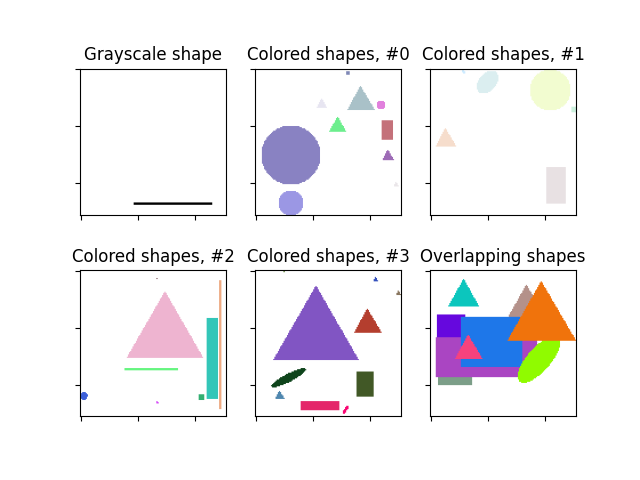 Grayscale shape
Colored shapes, #0
Colored shapes, #1
Colored shapes, #2
Colored shapes, #3
Overlapping shapes